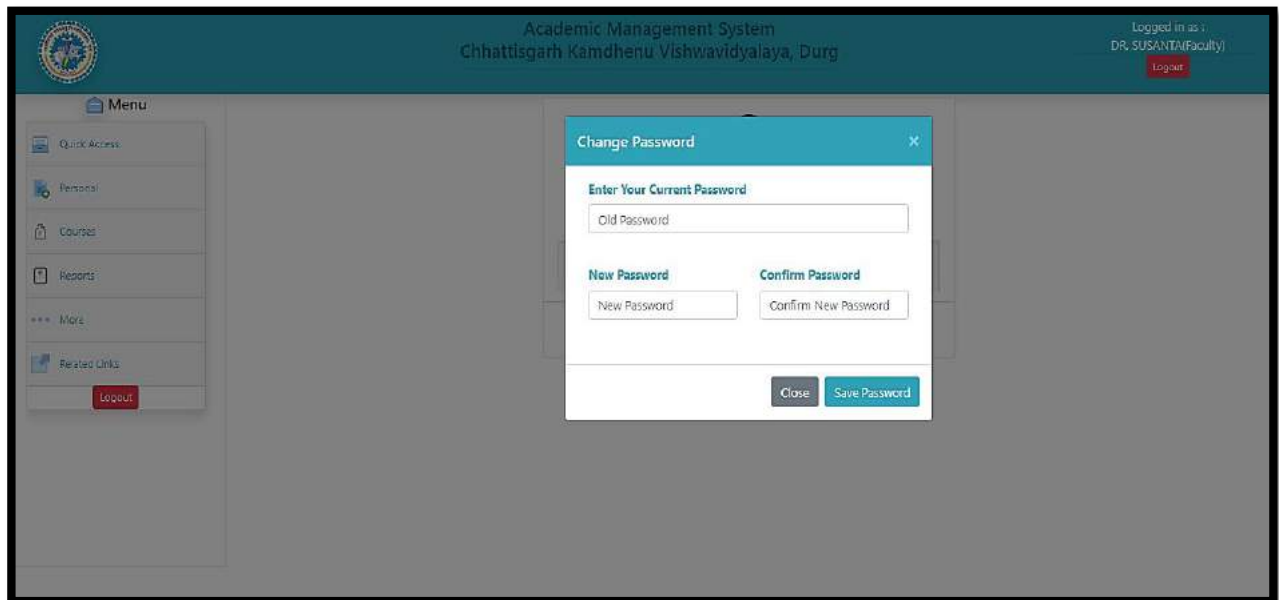 Academic Management System
Chhattisgarh Kamdhenu Vishwavidyalaya, Durg
Logged in as :
DR. SUSANTA(Faculty)
Logout
Menu
Quick Access
Personal
Courses
Reports
More
Related Links
Logout
Change Password ×
Enter Your Current Password
Old Password
New Password Confirm Password
New Password Confirm New Password
Close Save Password